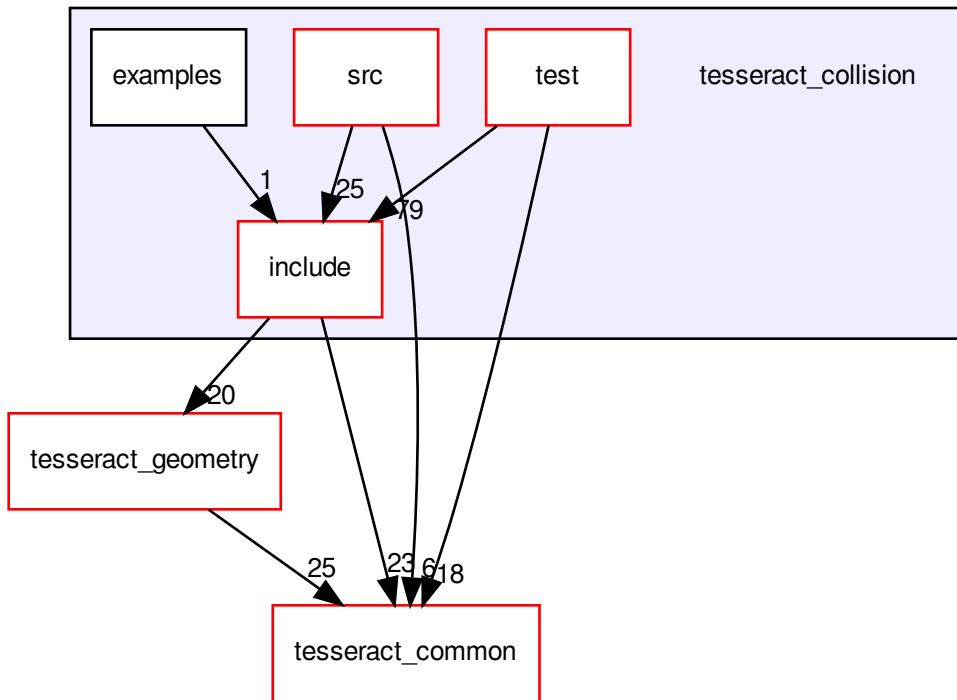 examples
src
test
tesseract_collision
1
25
79
include
20
tesseract_geometry
25
23
6
18
tesseract_common